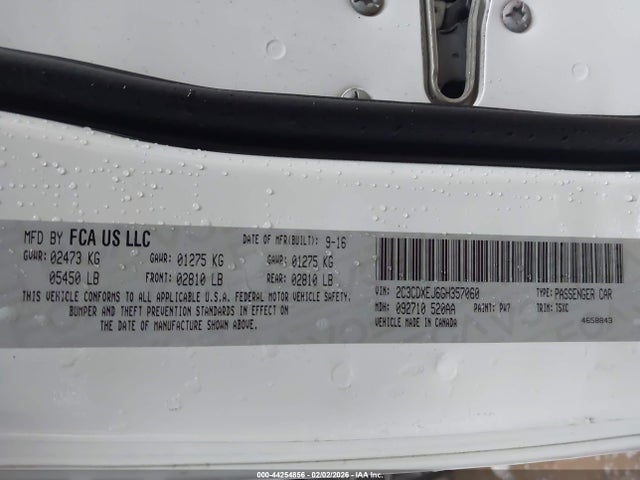 MFD BY FCA US LLC DATE OF MFR(BUILT): 9-16
GVWR: 02473 KG GAWR: 01275 KG GAWR: 01275 KG
05450 LB FRONT: 02810 LB REAR: 02810 LB
THIS VEHICLE CONFORMS TO ALL APPLICABLE U.S.A. FEDERAL MOTOR VEHICLE SAFETY,
BUMPER AND THEFT PREVENTION STANDARDS IN EFFECT ON
THE DATE OF MANUFACTURE SHOWN ABOVE.
VIN: 2C3CDXEJ6GH357060 TYPE: PASSENGER CAR
MDH: 092710 520AA PAINT: PW7 TRIM: TSXC
VEHICLE MADE IN CANADA 4658843
000-44254856 - 02/02/2026 - IAA Inc.